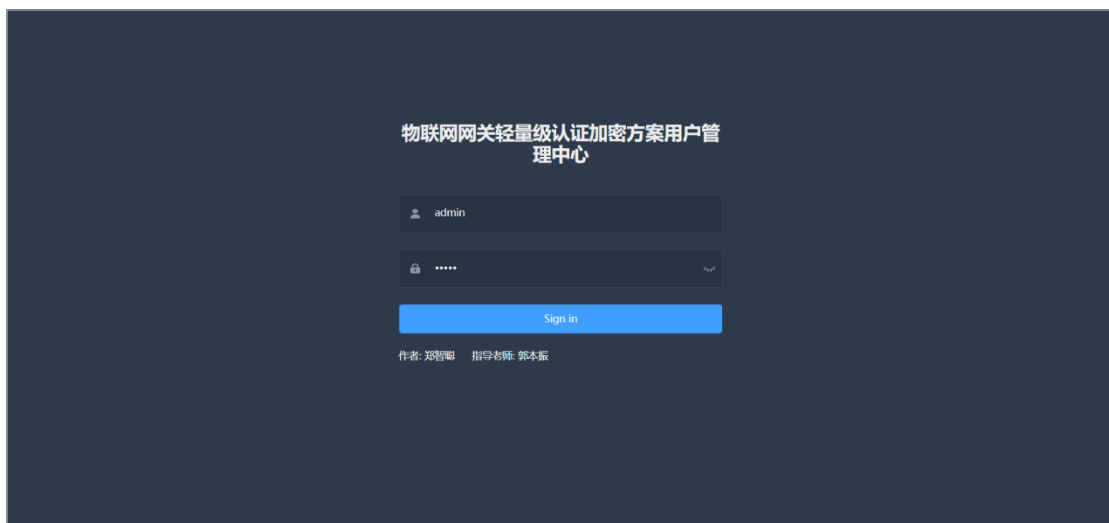 物联网网关轻量级认证加密方案用户管
理中心
admin
•••••
Sign in
作者: 郑智聪 指导老师: 郭本振